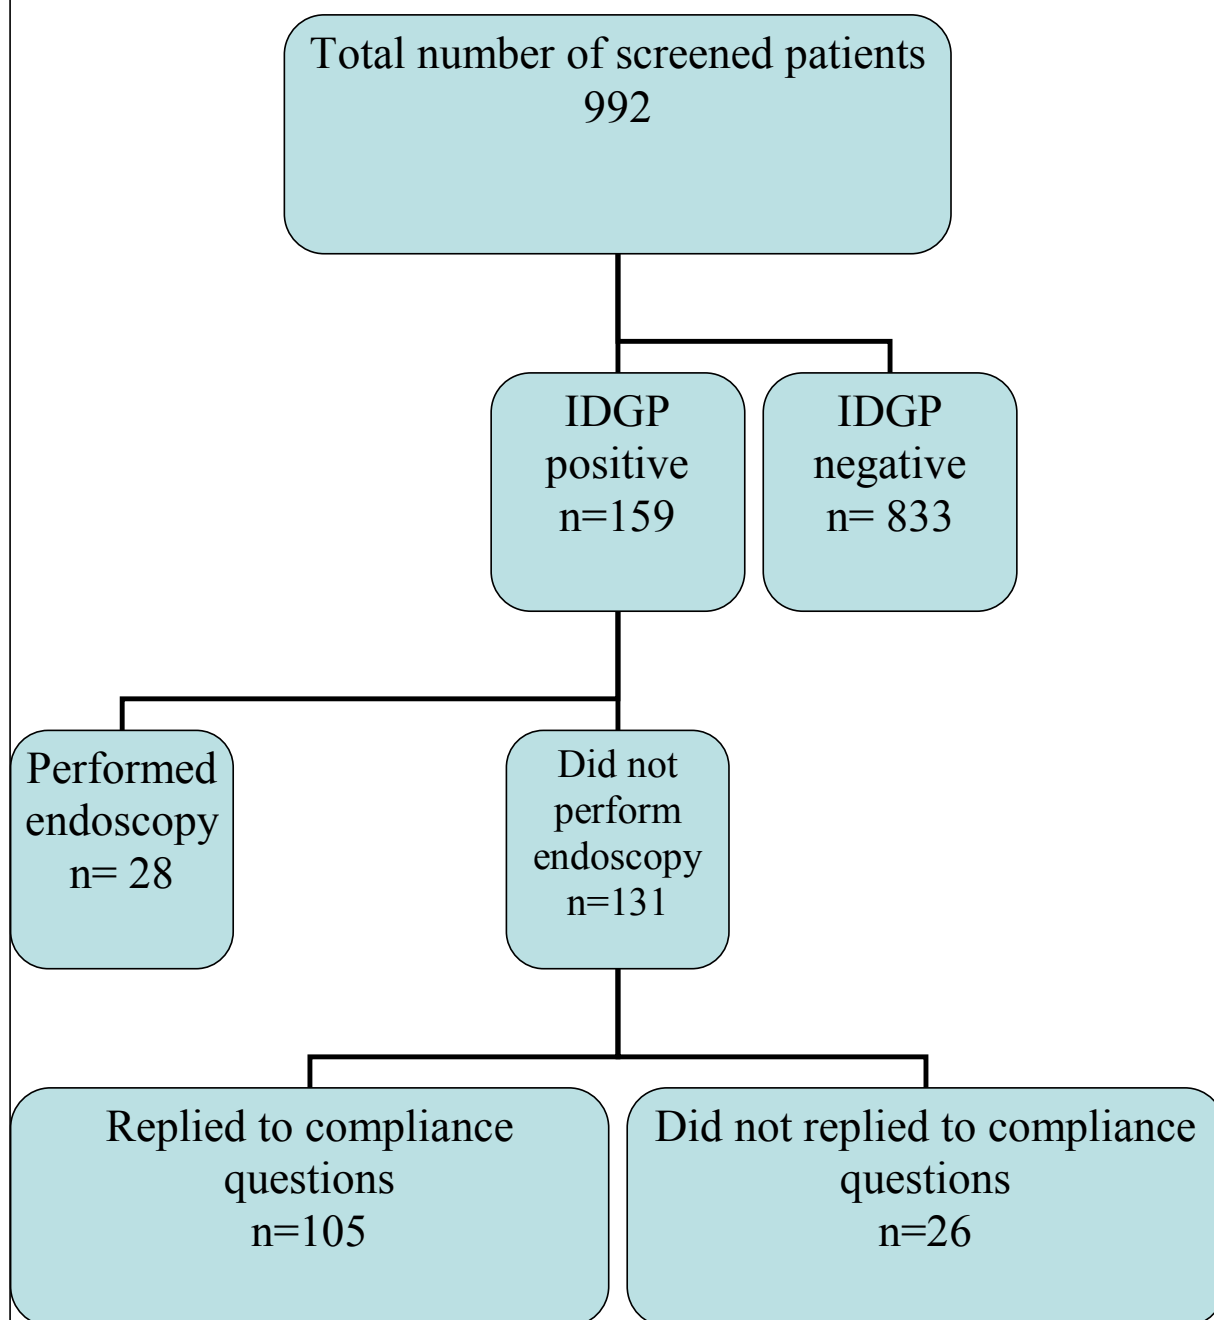 Total number of screened patients
992
IDGP
positive
n=159
IDGP
negative
n= 833
Performed
endoscopy
n= 28
Did not
perform
endoscopy
n=131
Replied to compliance
questions
n=105
Did not replied to compliance
questions
n=26